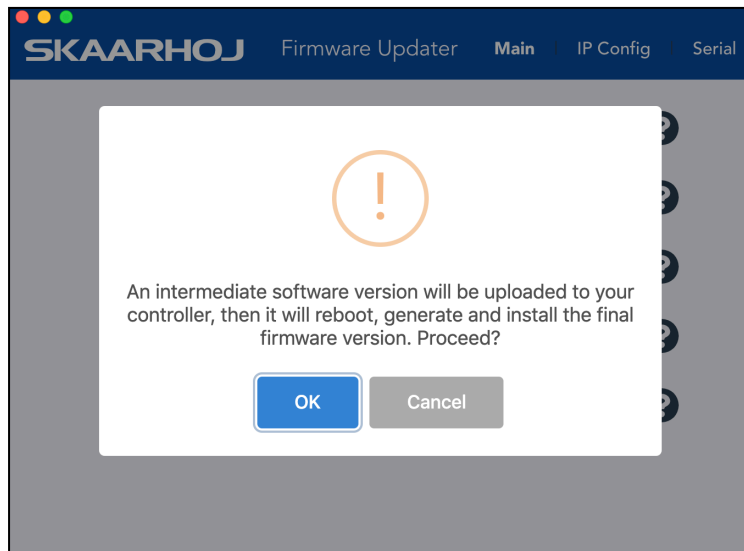 SKAARHOJ Firmware Updater Main IP Config Serial
!
An intermediate software version will be uploaded to your
controller, then it will reboot, generate and install the final
firmware version. Proceed?
OK Cancel